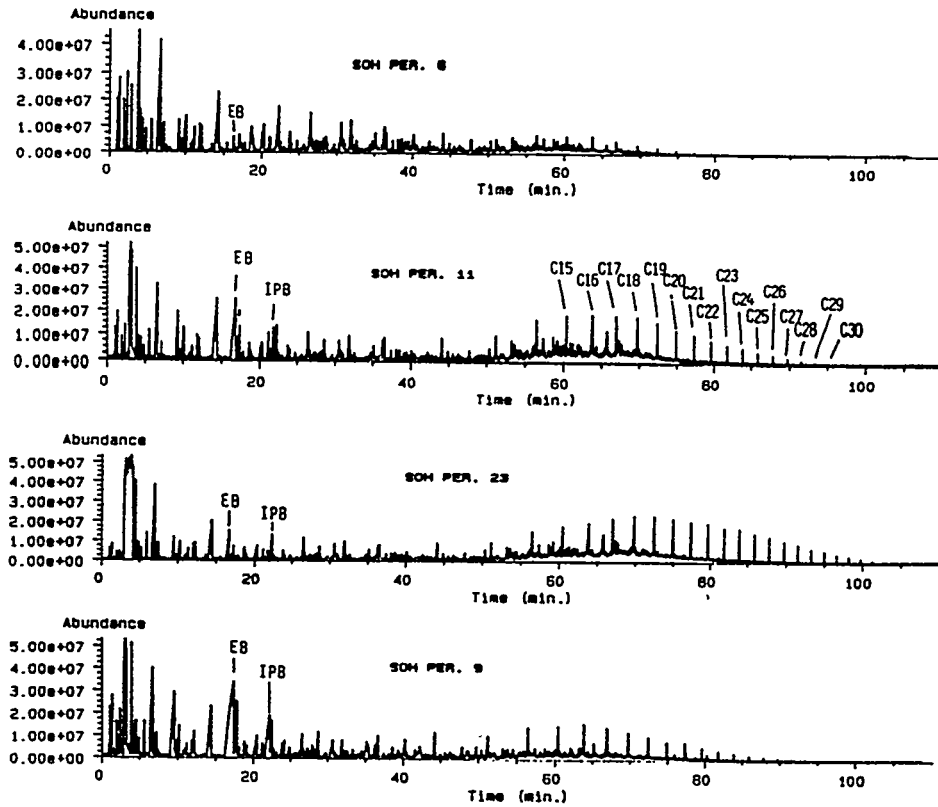 Abundance
4.00e+07
SOH PER. 6
3.00e+07
2.00e+07
EB
1.00e+07
0.00e+00
0 20 40 60 80 100
Time (min.)
Abundance
5.00e+07
EB
SOH PER. 11
4.00e+07
IPB
C15 C16 C17 C18 C19 C20 C21 C22 C23 C24 C25 C26 C27 C28 C29 C30
3.00e+07
2.00e+07
1.00e+07
0.00e+00
0 20 40 60 80 100
Time (min.)
Abundance
5.00e+07
SOH PER. 23
4.00e+07
EB
3.00e+07
IPB
2.00e+07
1.00e+07
0.00e+00
0 20 40 60 80 100
Time (min.)
Abundance
5.00e+07
EB
SOH PER. 9
4.00e+07
IPB
3.00e+07
2.00e+07
1.00e+07
0.00e+00
0 20 40 60 80 100
Time (min.)